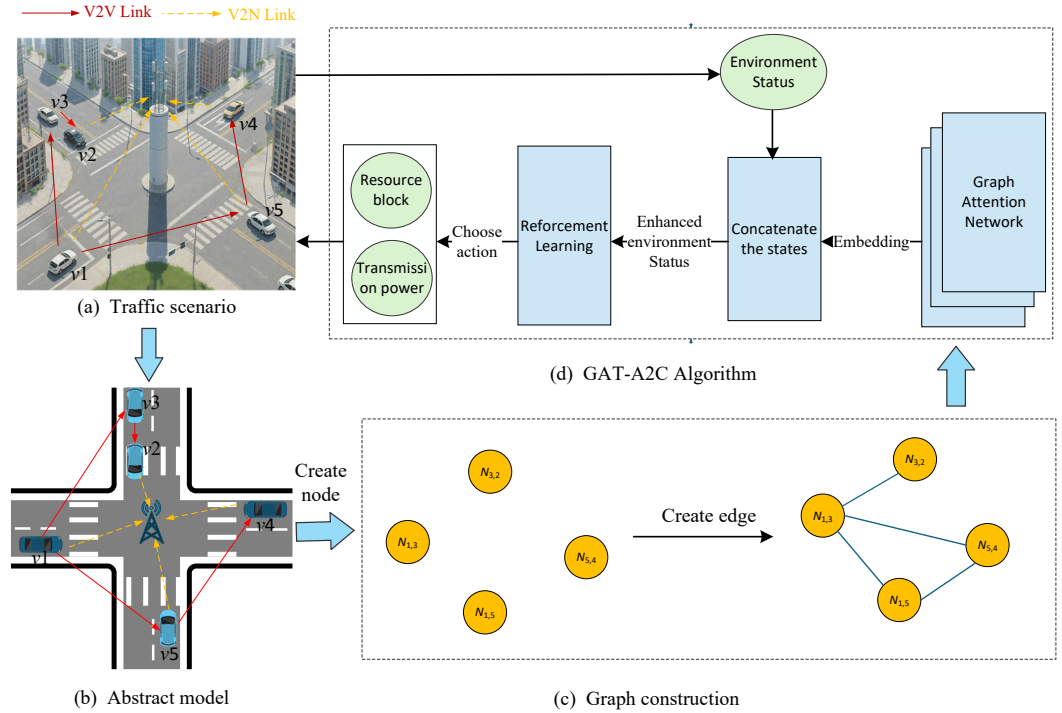 V2V Link
V2N Link
v3
v2
v4
v5
v1
(a) Traffic scenario
Environment
Status
Resource
block
Transmissi
on power
Choose
action
Reforcement
Learning
Enhanced
environment
Status
Concatenate
the states
Embedding
Graph
Attention
Network
(d) GAT-A2C Algorithm
v3
v2
v4
v1
v5
(b) Abstract model
Create
node
N3,2
N1,3
N5,4
N1,5
Create edge
N3,2
N1,3
N5,4
N1,5
(c) Graph construction